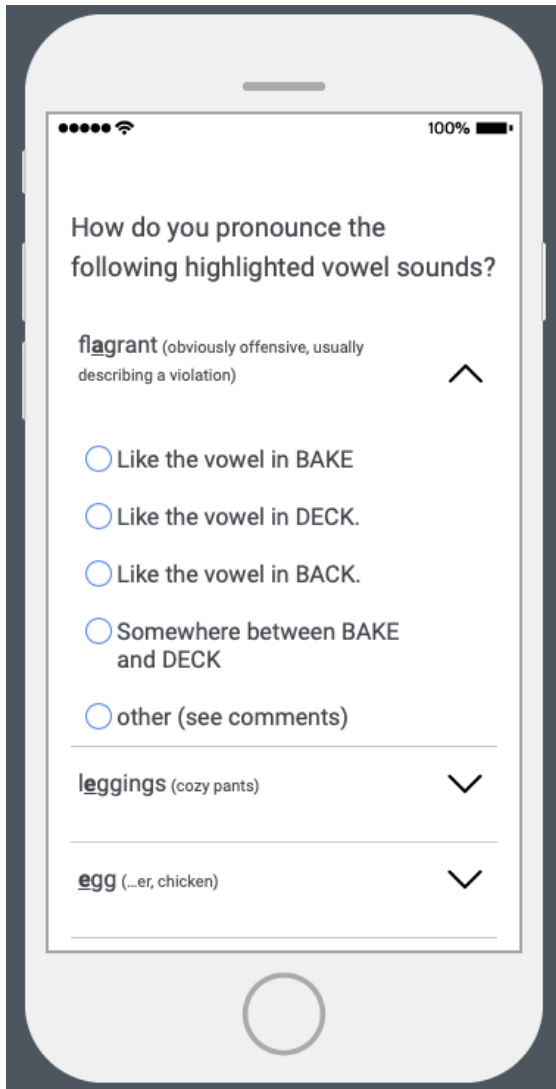 100%
How do you pronounce the
following highlighted vowel sounds?
flagrant (obviously offensive, usually
describing a violation)
Like the vowel in BAKE
Like the vowel in DECK.
Like the vowel in BACK.
Somewhere between BAKE
and DECK
other (see comments)
leggings (cozy pants)
egg (...er, chicken)